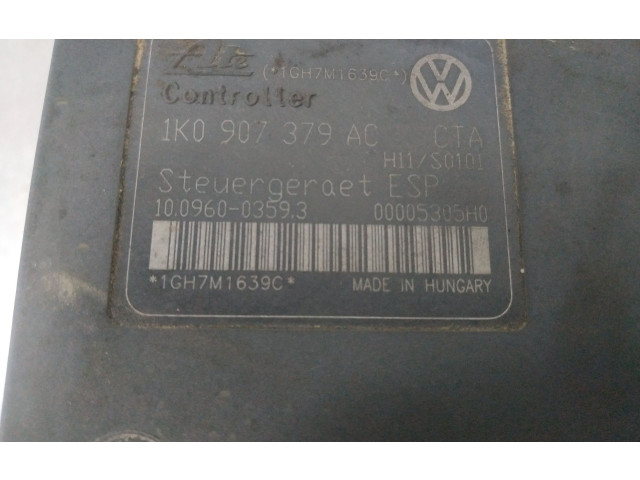 Ate (*1GH7M1639C*)
Controller
1K0 907 379 AC CTA
H11/S0101
Steuergeraet ESP
10.0960-0359.3 00005305H0
*1GH7M1639C* MADE IN HUNGARY